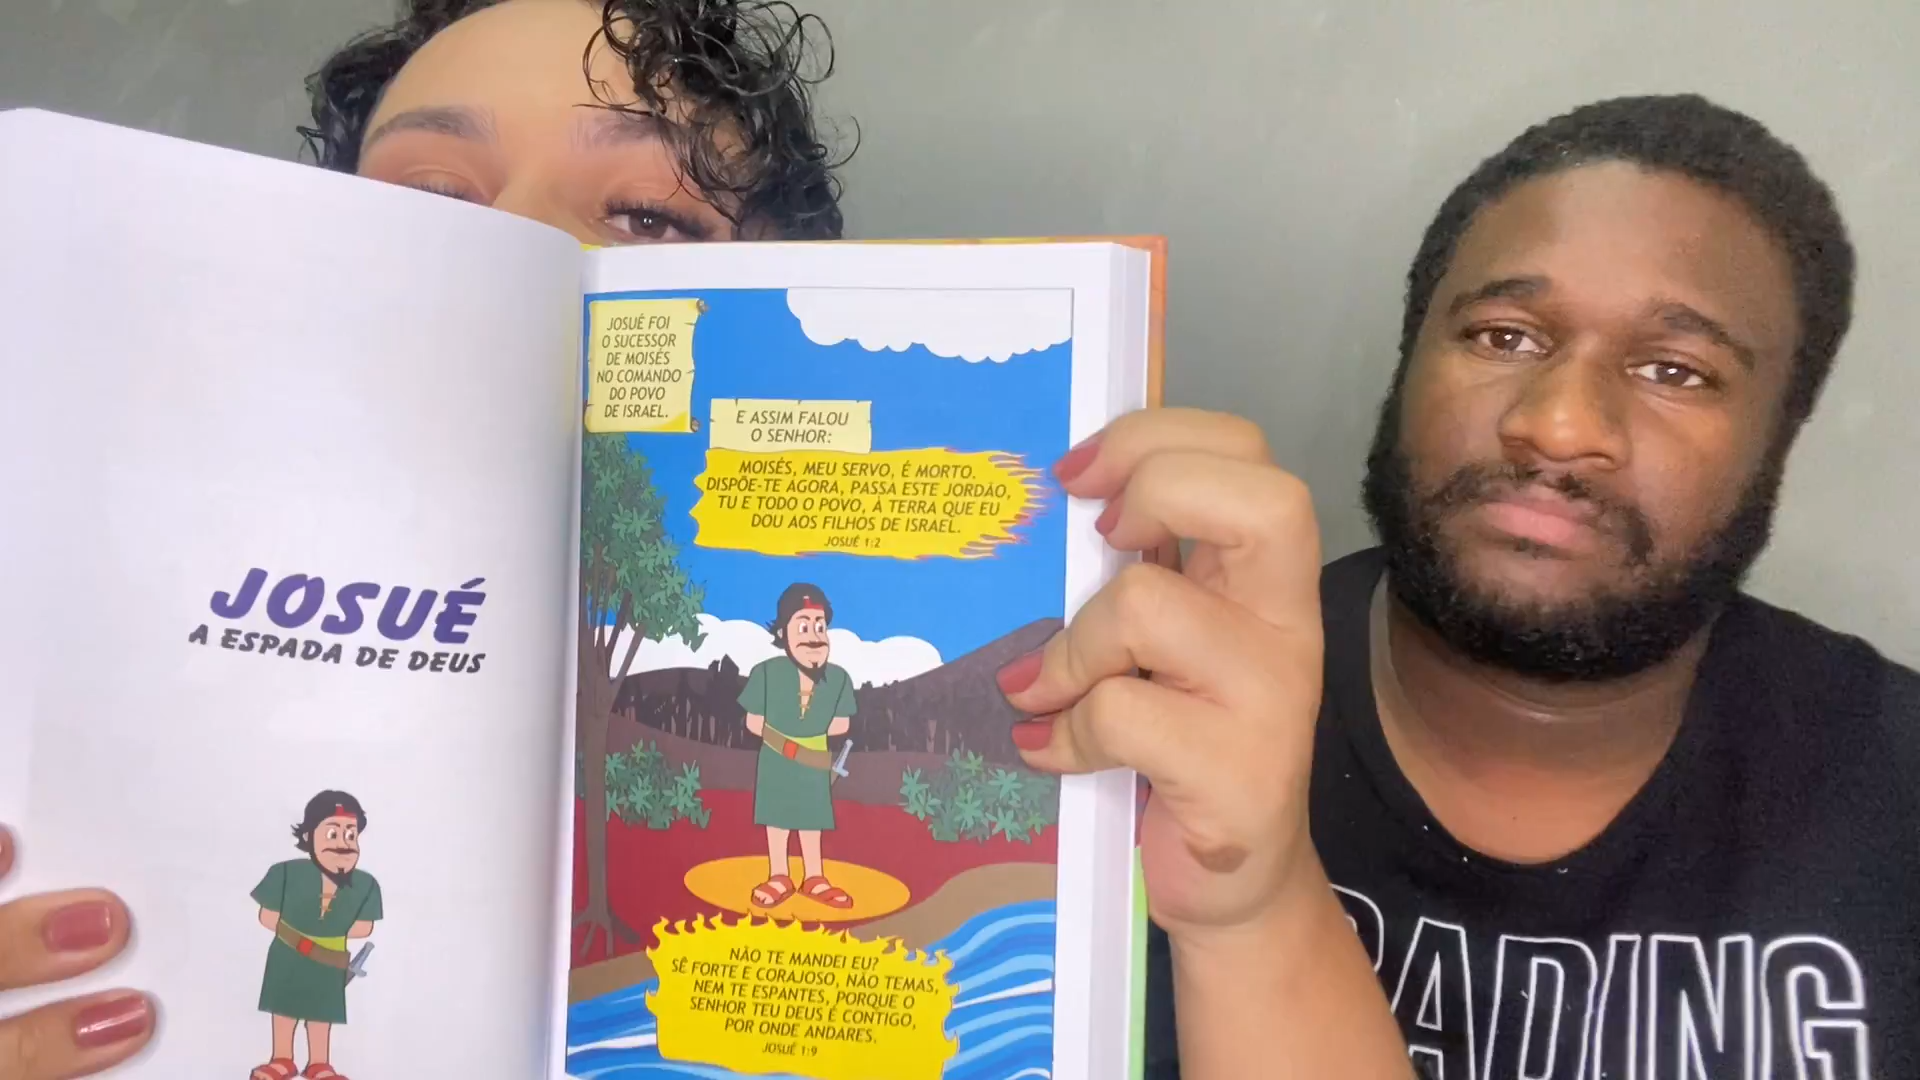 JOSUÉ
A ESPADA DE DEUS
JOSUÉ FOI
O SUCESSOR
DE MOISÉS
NO COMANDO
DO POVO
DE ISRAEL.
E ASSIM FALOU
O SENHOR:
MOISÉS, MEU SERVO, É MORTO.
DISPÕE-TE AGORA, PASSA ESTE JORDÃO,
TU E TODO O POVO, À TERRA QUE EU
DOU AOS FILHOS DE ISRAEL.
JOSUÉ 1:2
NÃO TE MANDEI EU?
SÊ FORTE E CORAJOSO, NÃO TEMAS,
NEM TE ESPANTES, PORQUE O
SENHOR TEU DEUS É CONTIGO,
POR ONDE ANDARES.
JOSUÉ 1:9